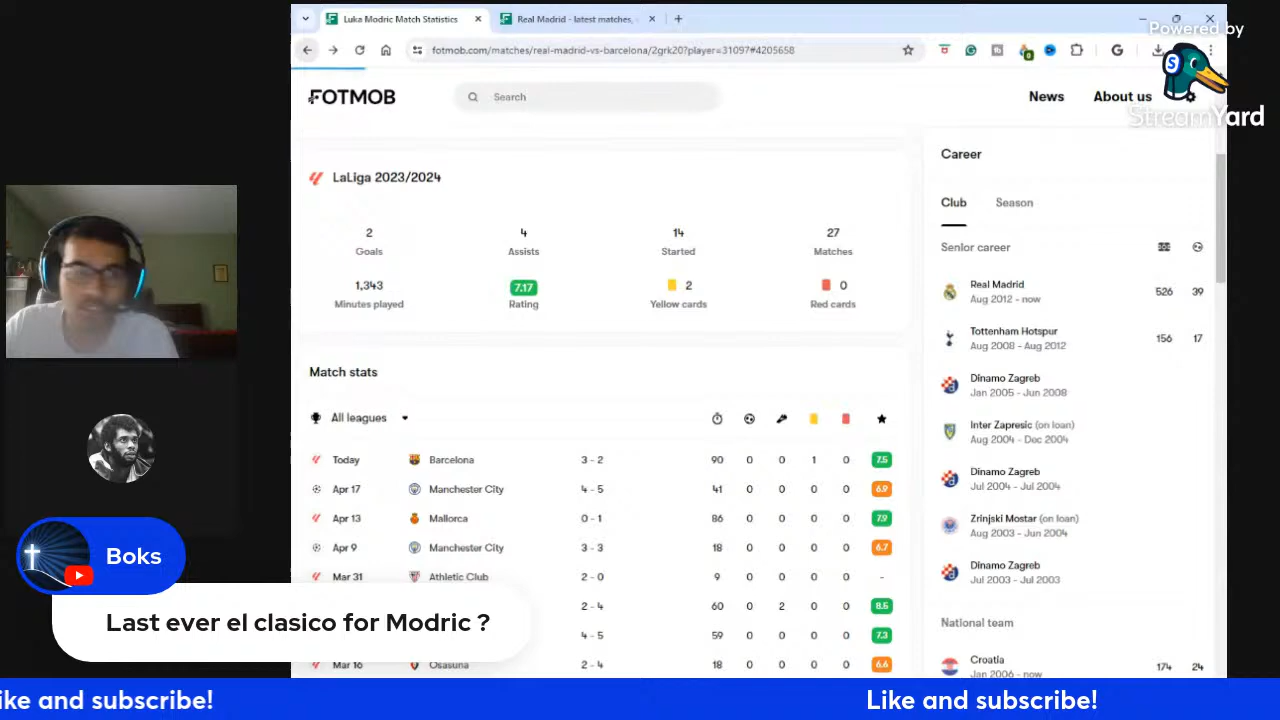 Luka Modric Match Statistics
Real Madrid - latest matches,
fotmob.com/matches/real-madrid-vs-barcelona/2grk20?player=31097#4205658
Powered by
StreamYard
FOTMOB
Search
News
About us
LaLiga 2023/2024
2
4
14
27
Goals
Assists
Started
Matches
1,343
7.17
2
0
Minutes played
Rating
Yellow cards
Red cards
Match stats
All leagues
Today Barcelona 3 - 2 90 0 0 1 0 7.5
Apr 17 Manchester City 4 - 5 41 0 0 0 0 6.9
Apr 13 Mallorca 0 - 1 86 0 0 0 0 7.9
Apr 9 Manchester City 3 - 3 18 0 0 0 0 6.7
Mar 31 Athletic Club 2 - 0 9 0 0 0 0 -
2 - 4 60 0 2 0 0 8.5
4 - 5 59 0 0 0 0 7.3
Mar 16 Osasuna 2 - 4 18 0 0 0 0 6.6
Career
Club Season
Senior career
Real Madrid
Aug 2012 - now
526 39
Tottenham Hotspur
Aug 2008 - Aug 2012
156 17
Dinamo Zagreb
Jan 2005 - Jun 2008
Inter Zapresic (on loan)
Aug 2004 - Dec 2004
Dinamo Zagreb
Jul 2004 - Jul 2004
Zrinjski Mostar (on loan)
Aug 2003 - Jun 2004
Dinamo Zagreb
Jul 2003 - Jul 2003
National team
Croatia
Jan 2006 - now
174 24
Boks
Last ever el clasico for Modric ?
ike and subscribe!
Like and subscribe!